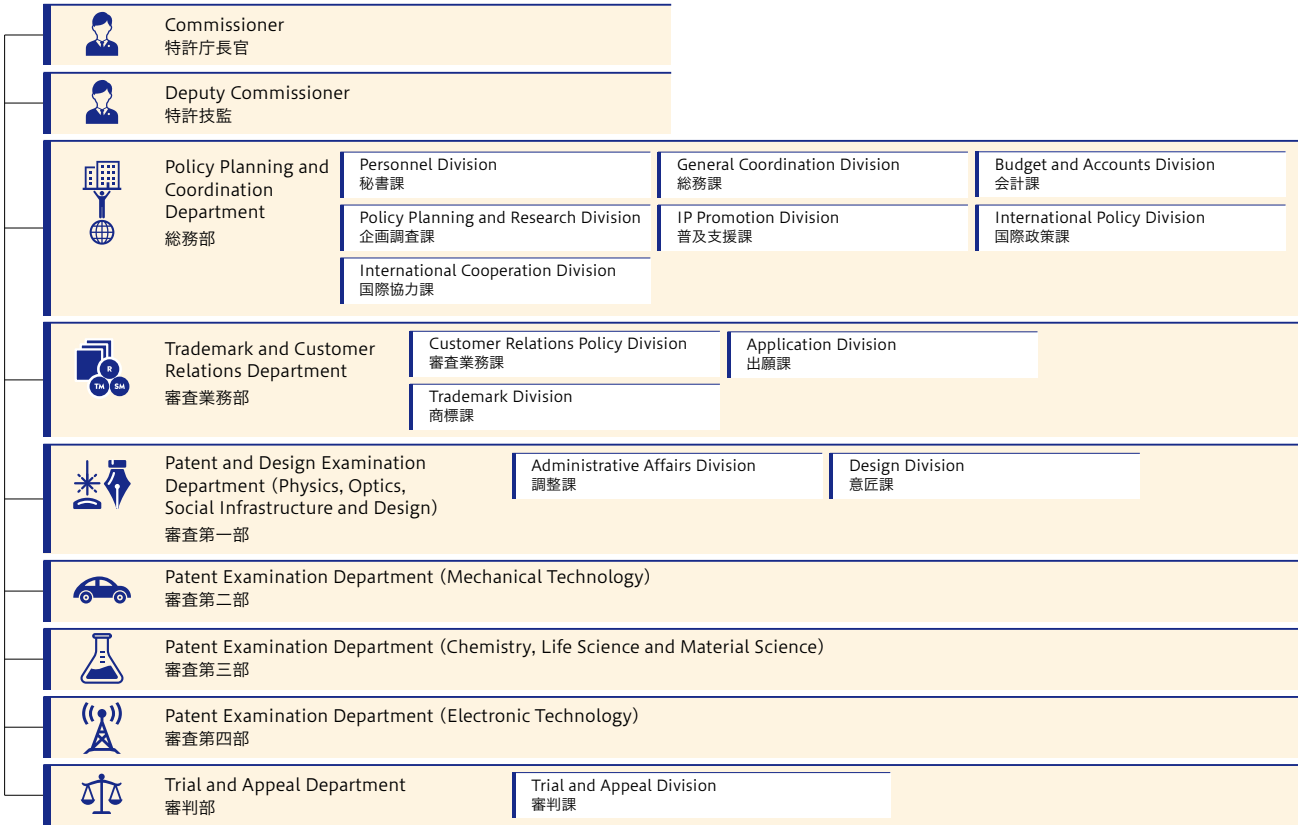 Commissioner
特許庁長官
Deputy Commissioner
特許技監
Policy Planning and
Coordination
Department
総務部
Personnel Division
秘書課
General Coordination Division
総務課
Budget and Accounts Division
会計課
Policy Planning and Research Division
企画調査課
IP Promotion Division
普及支援課
International Policy Division
国際政策課
International Cooperation Division
国際協力課
R
TM SM
Trademark and Customer
Relations Department
審査業務部
Customer Relations Policy Division
審査業務課
Application Division
出願課
Trademark Division
商標課
Patent and Design Examination
Department (Physics, Optics,
Social Infrastructure and Design)
審査第一部
Administrative Affairs Division
調整課
Design Division
意匠課
Patent Examination Department (Mechanical Technology)
審査第二部
Patent Examination Department (Chemistry, Life Science and Material Science)
審査第三部
Patent Examination Department (Electronic Technology)
審査第四部
Trial and Appeal Department
審判部
Trial and Appeal Division
審判課